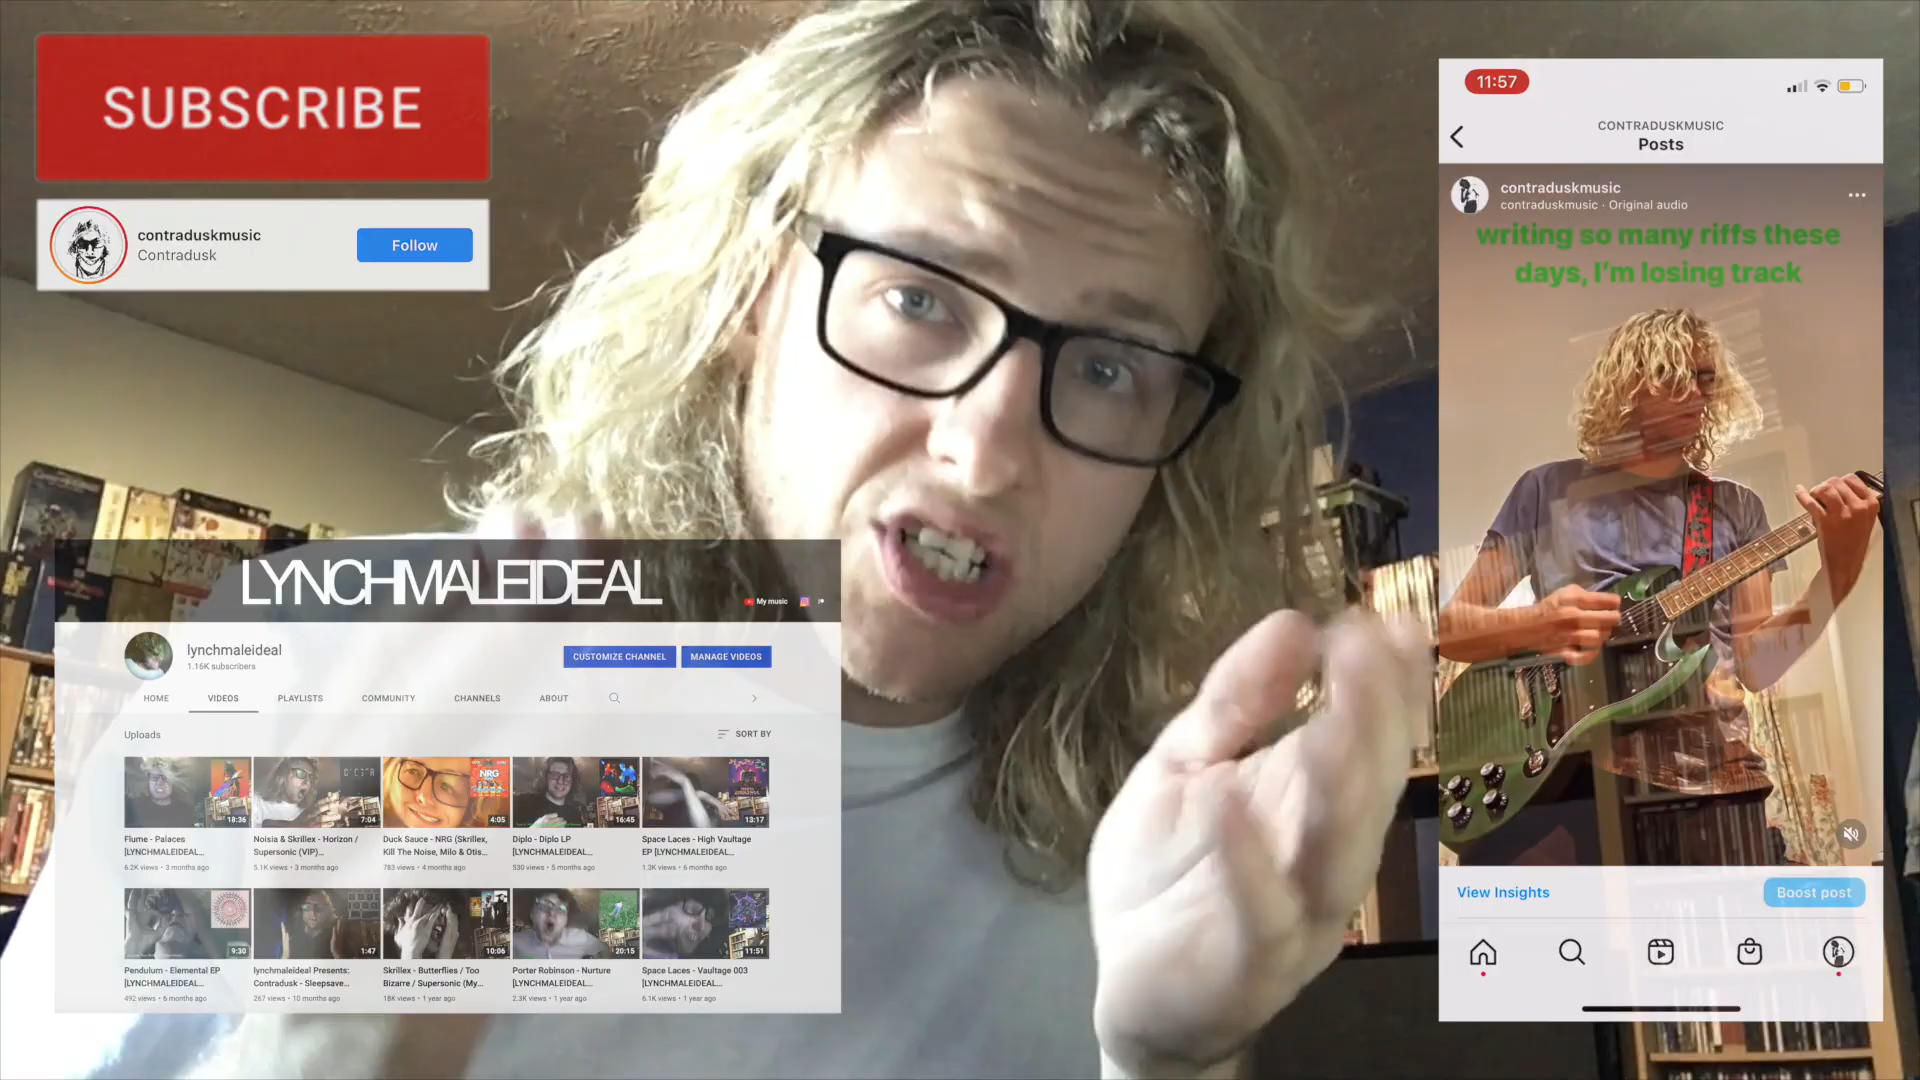 SUBSCRIBE
contraduskmusic
Contradusk
Follow
LYNCHMALEIDEAL
My music
lynchmaleideal
1.16K subscribers
CUSTOMIZE CHANNEL
MANAGE VIDEOS
HOME
VIDEOS
PLAYLISTS
COMMUNITY
CHANNELS
ABOUT
Uploads
SORT BY
18:36
7:04
NRG
4:05
16:45
13:17
Flume - Palaces
[LYNCHMALEIDEAL...
6.2K views • 3 months ago
Noisia & Skrillex - Horizon /
Supersonic (VIP)...
5.1K views • 3 months ago
Duck Sauce - NRG (Skrillex,
Kill The Noise, Milo & Otis...
783 views • 4 months ago
Diplo - Diplo LP
[LYNCHMALEIDEAL...
530 views • 5 months ago
Space Laces - High Vaultage
EP [LYNCHMALEIDEAL...
1.3K views • 6 months ago
9:30
1:47
10:06
20:15
11:51
Pendulum - Elemental EP
[LYNCHMALEIDEAL...
492 views • 6 months ago
lynchmaleideal Presents:
Contradusk - Sleepsave...
267 views • 10 months ago
Skrillex - Butterflies / Too
Bizarre / Supersonic (My...
18K views • 1 year ago
Porter Robinson - Nurture
[LYNCHMALEIDEAL...
2.3K views • 1 year ago
Space Laces - Vaultage 003
[LYNCHMALEIDEAL...
6.1K views • 1 year ago
11:57
CONTRADUSKMUSIC
Posts
contraduskmusic
contraduskmusic · Original audio
writing so many riffs these
days, I'm losing track
View Insights
Boost post